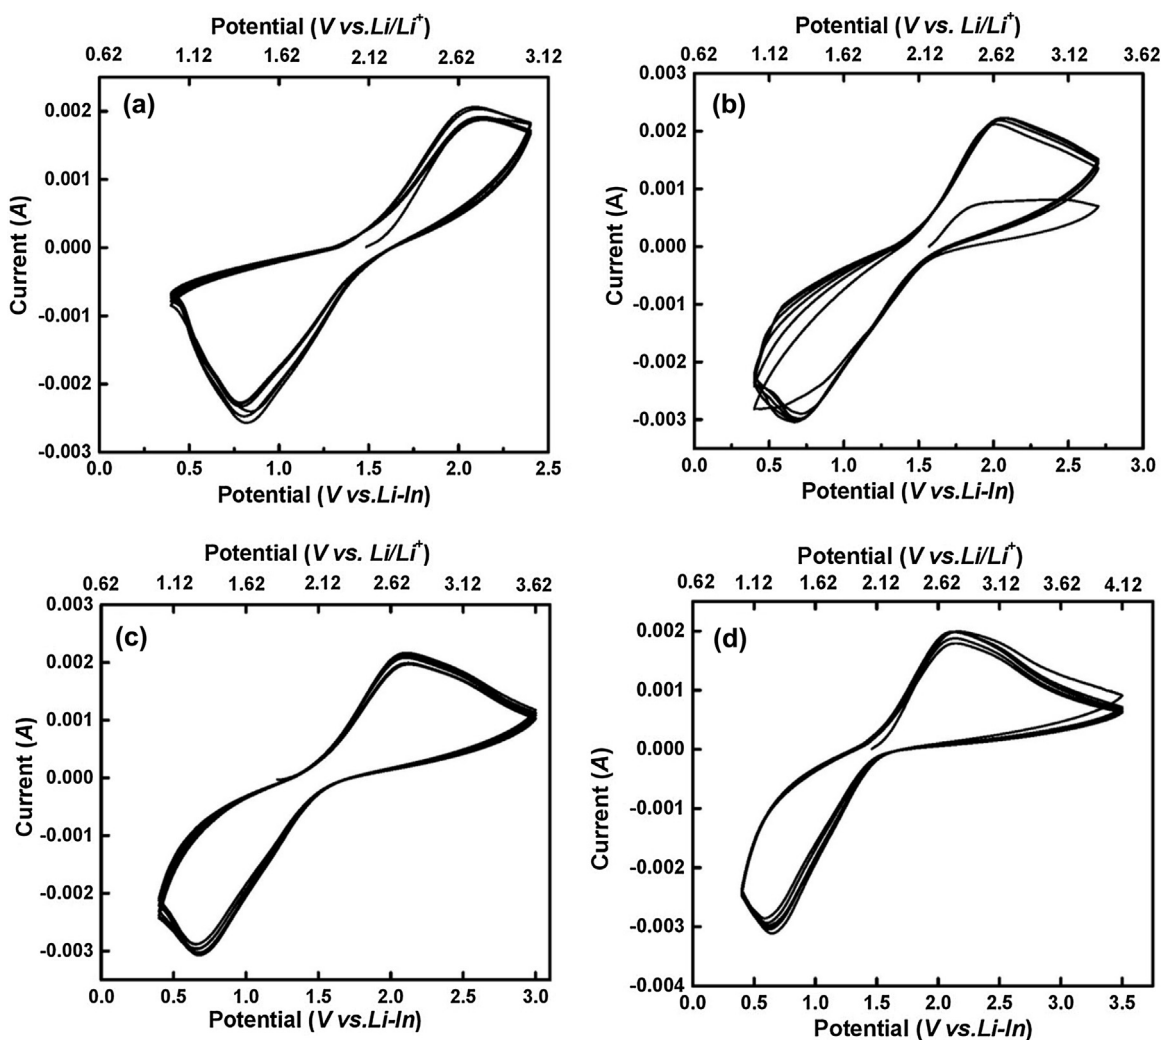 Potential (V vs.Li/Li+)
0.62 1.12 1.62 2.12 2.62 3.12
(a)
0.002
0.001
0.000
-0.001
-0.002
-0.003
Current (A)
0.0 0.5 1.0 1.5 2.0 2.5
Potential (V vs.Li-In)
Potential (V vs. Li/Li+)
0.62 1.12 1.62 2.12 2.62 3.12 3.62
(b)
0.003
0.002
0.001
0.000
-0.001
-0.002
-0.003
Current (A)
0.0 0.5 1.0 1.5 2.0 2.5 3.0
Potential (V vs.Li-In)
Potential (V vs. Li/Li+)
0.62 1.12 1.62 2.12 2.62 3.12 3.62
(c)
0.003
0.002
0.001
0.000
-0.001
-0.002
-0.003
Current (A)
0.0 0.5 1.0 1.5 2.0 2.5 3.0
Potential (V vs.Li-In)
Potential (V vs.Li/Li+)
0.62 1.12 1.62 2.12 2.62 3.12 3.62 4.12
(d)
0.002
0.001
0.000
-0.001
-0.002
-0.003
-0.004
Current (A)
0.0 0.5 1.0 1.5 2.0 2.5 3.0 3.5
Potential (V vs.Li-In)